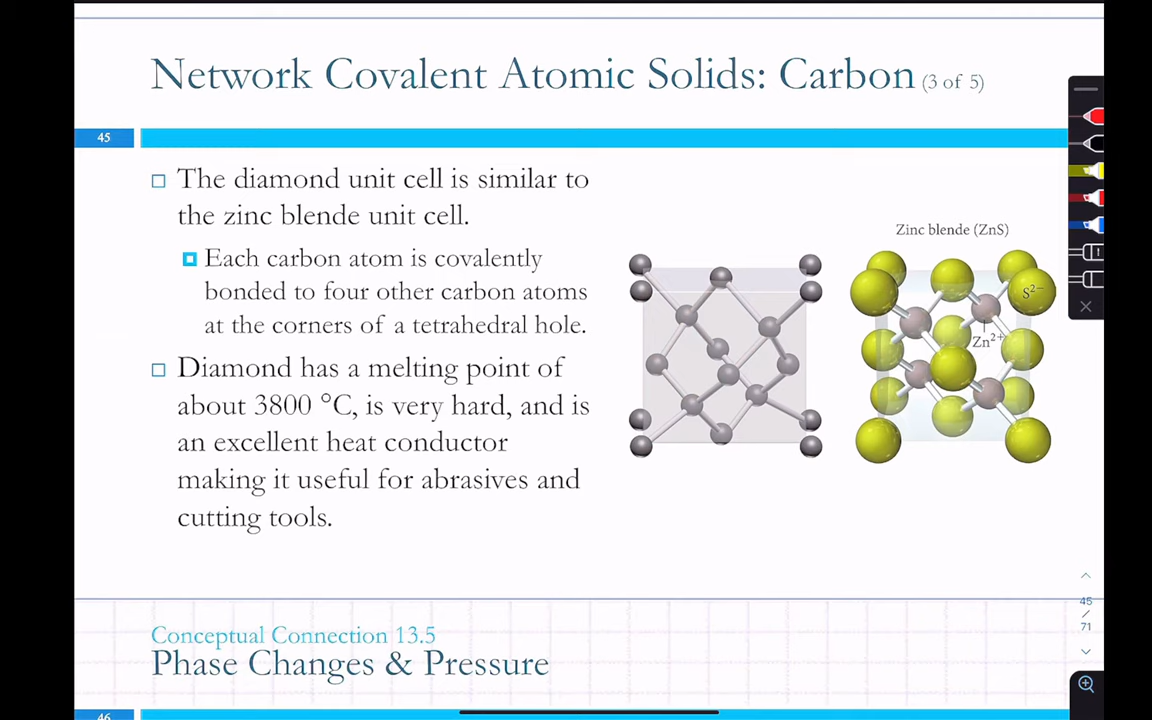 Network Covalent Atomic Solids: Carbon (3 of 5)
45
The diamond unit cell is similar to
the zinc blende unit cell.
Each carbon atom is covalently
bonded to four other carbon atoms
at the corners of a tetrahedral hole.
Diamond has a melting point of
about 3800 °C, is very hard, and is
an excellent heat conductor
making it useful for abrasives and
cutting tools.
Zinc blende (ZnS)
S²⁻
Zn²⁺
45
/
71
Conceptual Connection 13.5
Phase Changes & Pressure
46